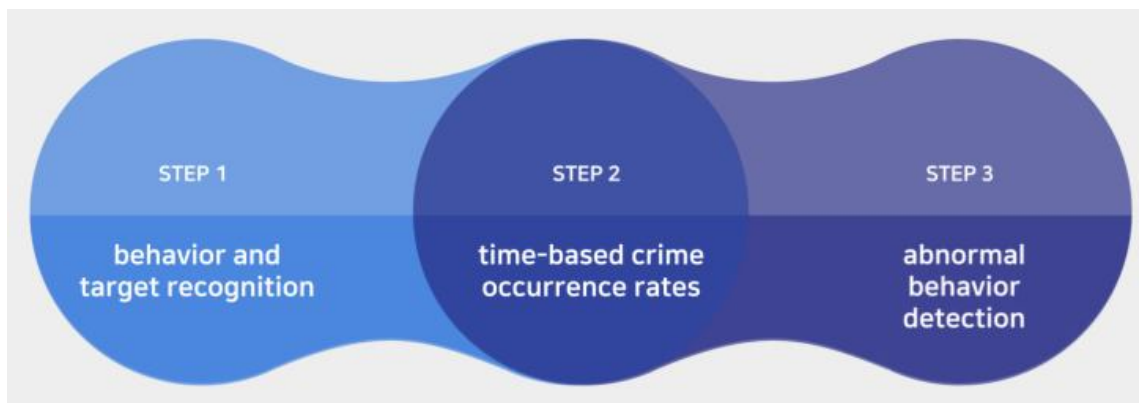 STEP 1
behavior and
target recognition
STEP 2
time-based crime
occurrence rates
STEP 3
abnormal
behavior
detection